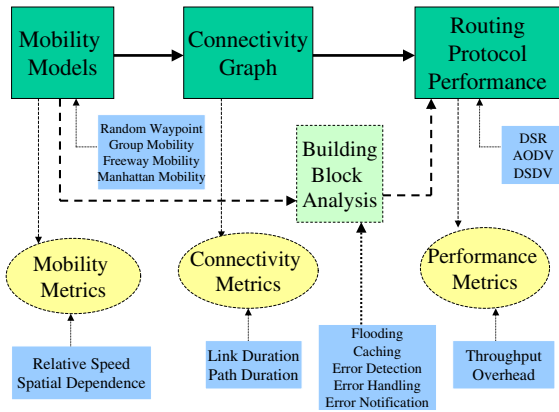 Mobility
Models
Connectivity
Graph
Routing
Protocol
Performance
Random Waypoint
Group Mobility
Freeway Mobility
Manhattan Mobility
Building
Block
Analysis
DSR
AODV
DSDV
Mobility
Metrics
Connectivity
Metrics
Performance
Metrics
Relative Speed
Spatial Dependence
Link Duration
Path Duration
Flooding
Caching
Error Detection
Error Handling
Error Notification
Throughput
Overhead